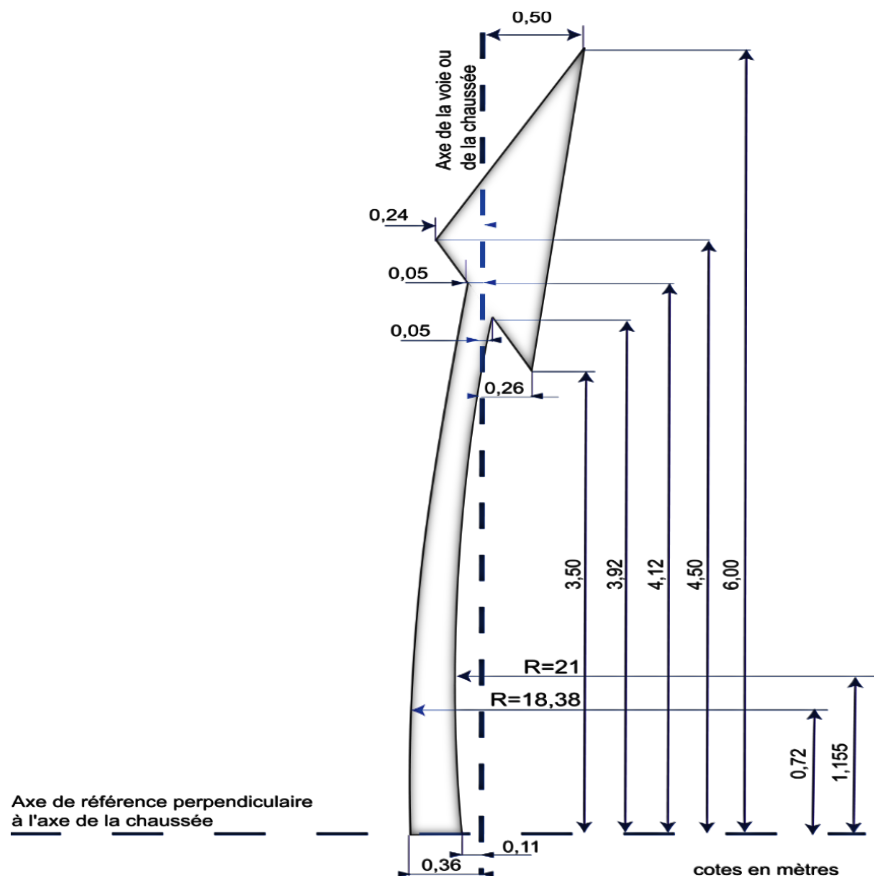 0,50
Axe de la voie ou
de la chaussée
0,24
0,05
0,05
0,26
3,50
3,92
4,12
4,50
6,00
R=21
R=18,38
0,72
1,155
Axe de référence perpendiculaire
à l'axe de la chaussée
0,11
0,36
cotes en mètres